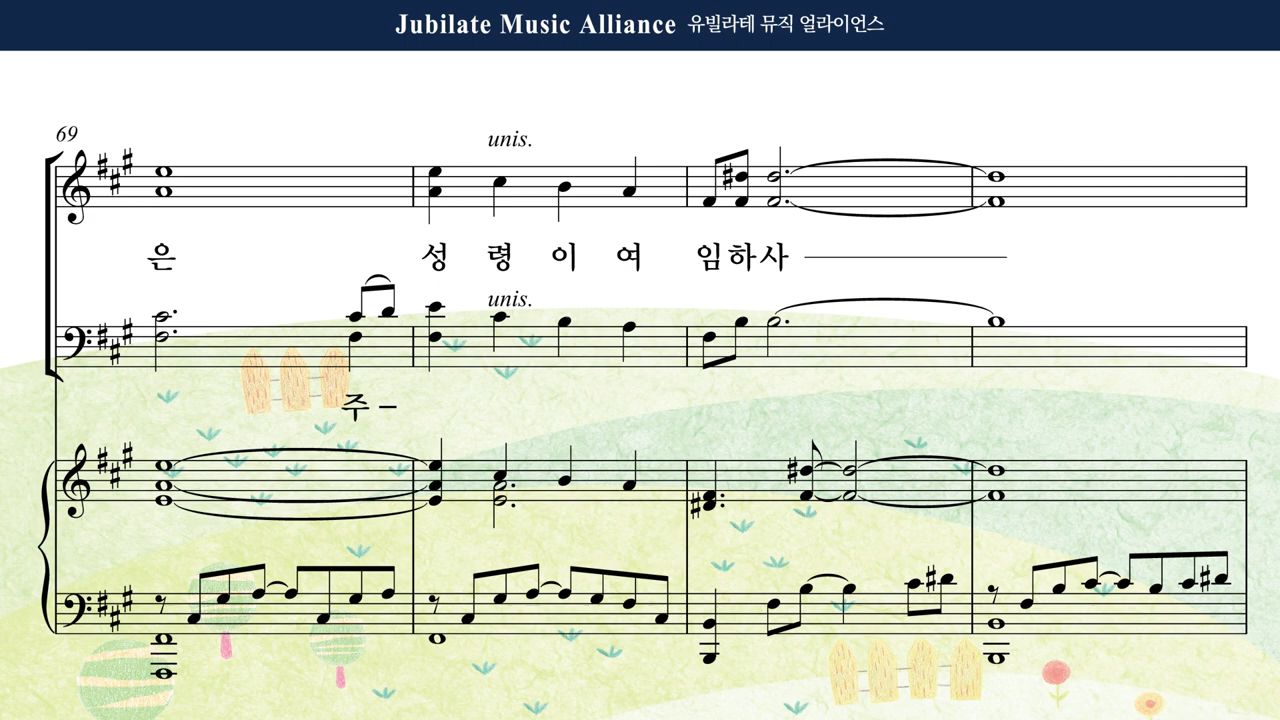 Jubilate Music Alliance 유빌라테 뮤직 얼라이언스
69
unis.
은 성 령 이 여 임하사
unis.
주 –